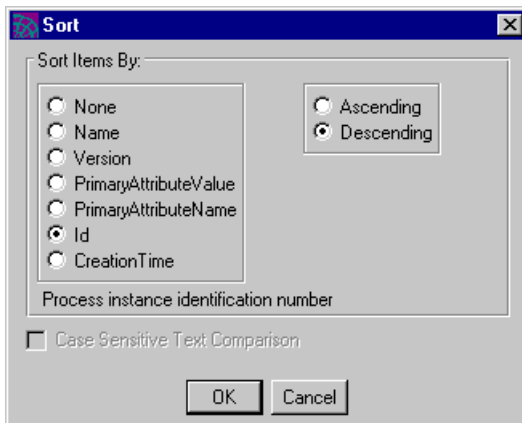 Sort
Sort Items By:
None
Name
Version
PrimaryAttributeValue
PrimaryAttributeName
Id
CreationTime
Ascending
Descending
Process instance identification number
Case Sensitive Text Comparison
OK
Cancel